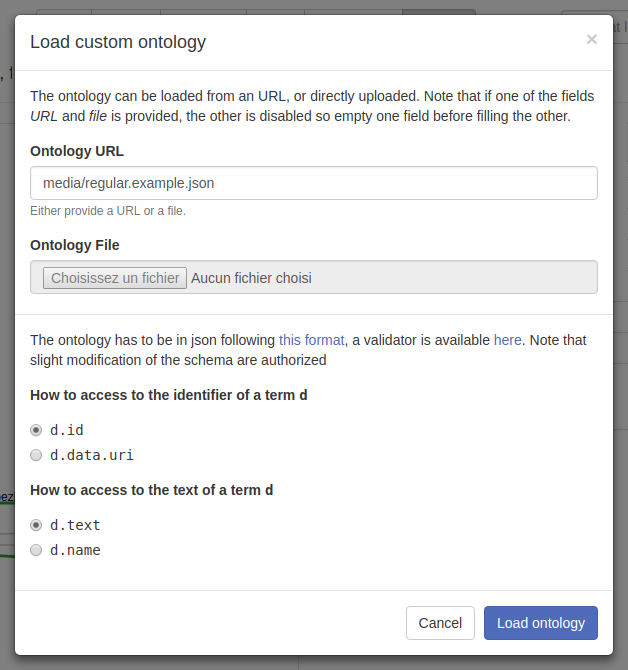 Load custom ontology ×
The ontology can be loaded from an URL, or directly uploaded. Note that if one of the fields
URL and file is provided, the other is disabled so empty one field before filling the other.
Ontology URL
media/regular.example.json
Either provide a URL or a file.
Ontology File
Choisissez un fichier Aucun fichier choisi
The ontology has to be in json following this format, a validator is available here. Note that
slight modification of the schema are authorized
How to access to the identifier of a term d
d.id
d.data.uri
How to access to the text of a term d
d.text
d.name
Cancel Load ontology